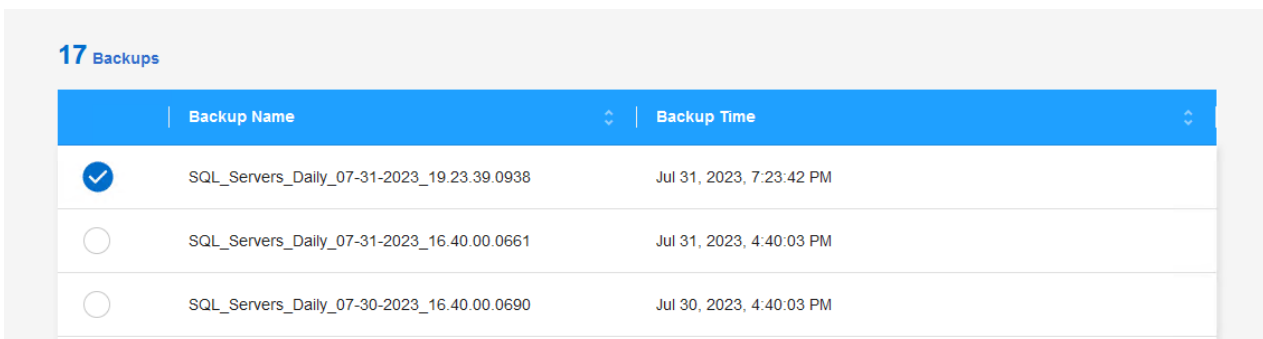 17 Backups
Backup Name Backup Time
SQL_Servers_Daily_07-31-2023_19.23.39.0938 Jul 31, 2023, 7:23:42 PM
SQL_Servers_Daily_07-31-2023_16.40.00.0661 Jul 31, 2023, 4:40:03 PM
SQL_Servers_Daily_07-30-2023_16.40.00.0690 Jul 30, 2023, 4:40:03 PM